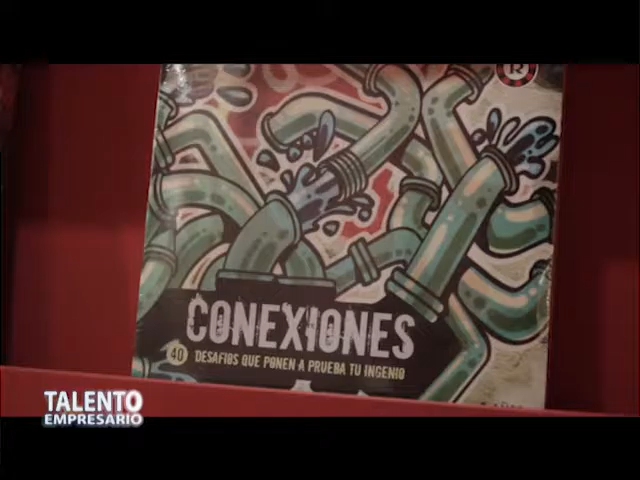 R
CONEXIONES
40 DESAFIOS QUE PONEN A PRUEBA TU INGENIO
TALENTO
EMPRESARIO